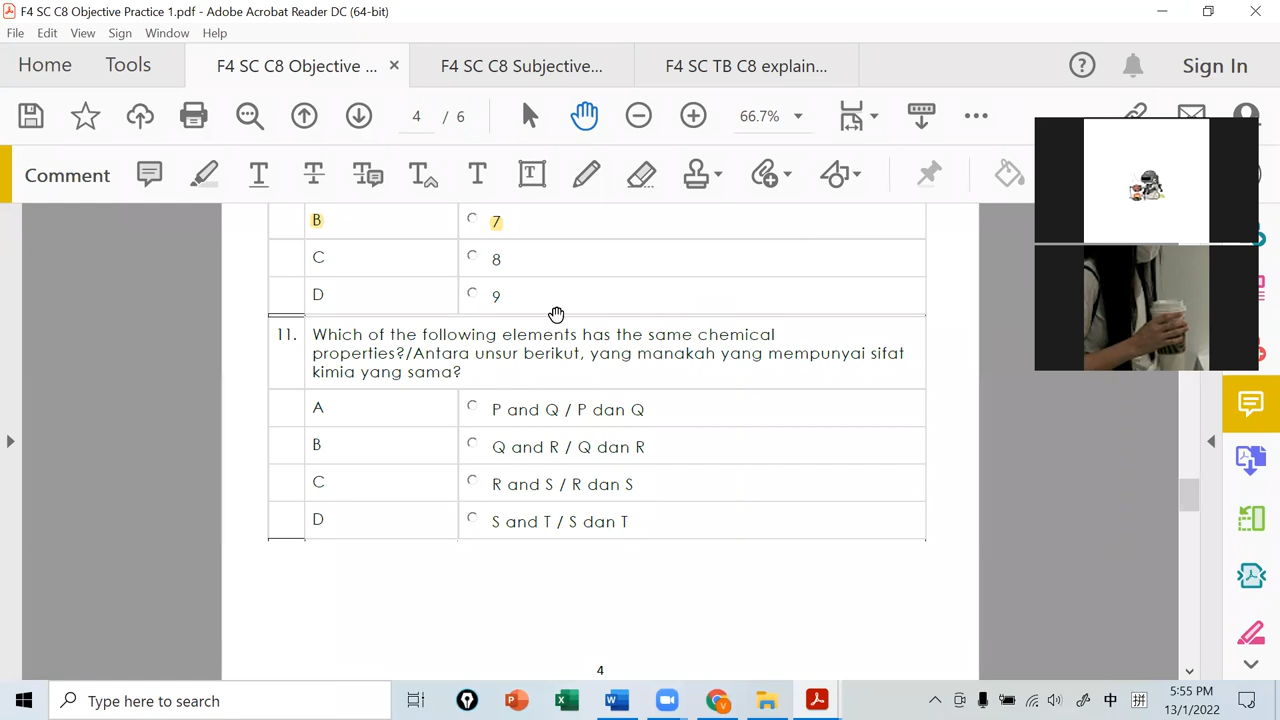 F4 SC C8 Objective Practice 1.pdf - Adobe Acrobat Reader DC (64-bit)
File Edit View Sign Window Help
Home Tools F4 SC C8 Objective ... F4 SC C8 Subjective... F4 SC TB C8 explain... Sign In
4 / 6 66.7%
Comment
B 7
C 8
D 9
11. Which of the following elements has the same chemical
properties?/Antara unsur berikut, yang manakah yang mempunyai sifat
kimia yang sama?
A P and Q / P dan Q
B Q and R / Q dan R
C R and S / R dan S
D S and T / S dan T
4
Type here to search
中 拼 5:55 PM
13/1/2022